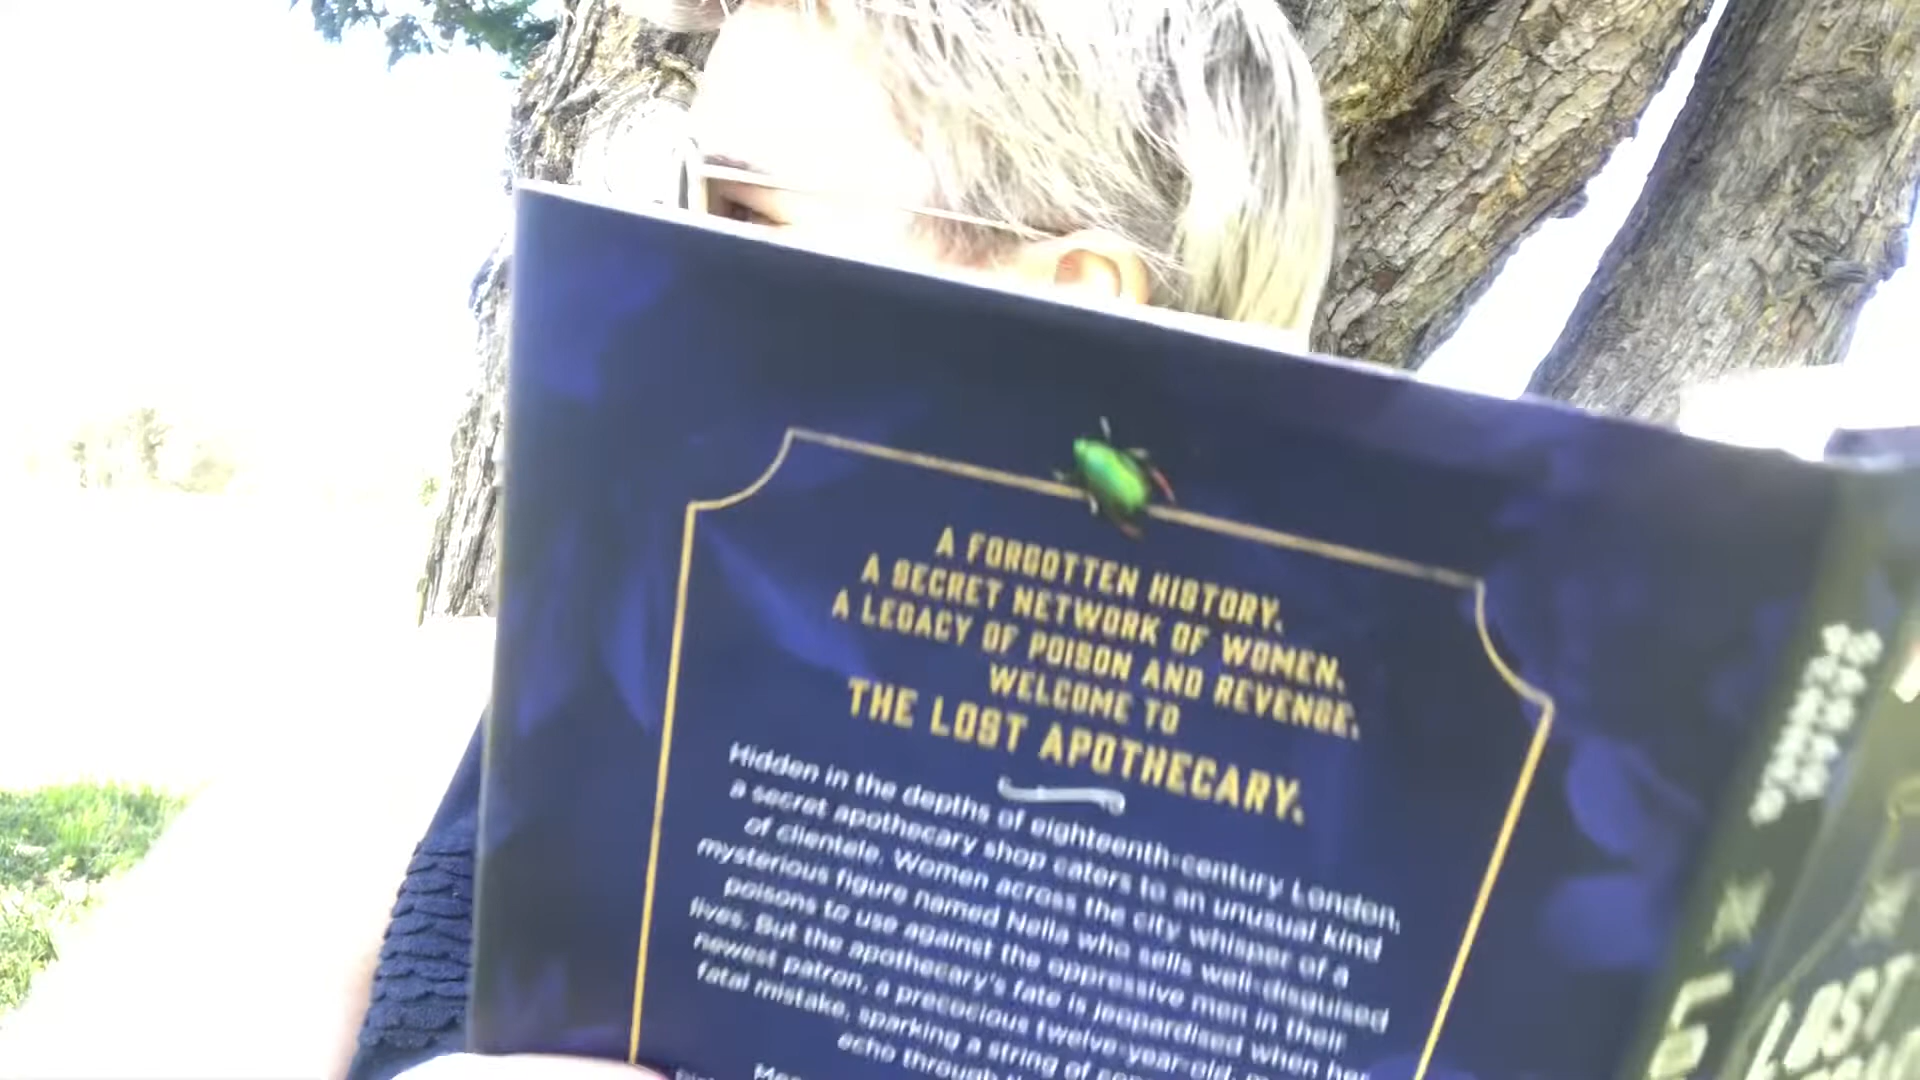 A FORGOTTEN HISTORY.
A SECRET NETWORK OF WOMEN.
A LEGACY OF POISON AND REVENGE.
WELCOME TO
THE LOST APOTHECARY.
Hidden in the depths of eighteenth-century London,
a secret apothecary shop caters to an unusual kind
of clientele. Women across the city whisper of a
mysterious figure named Nella who sells well-disguised
poisons to use against the oppressive men in their
lives. But the apothecary's fate is jeopardised when her
newest patron, a precocious twelve-year-old,
fatal mistake, sparking a string of
echo through
LOST